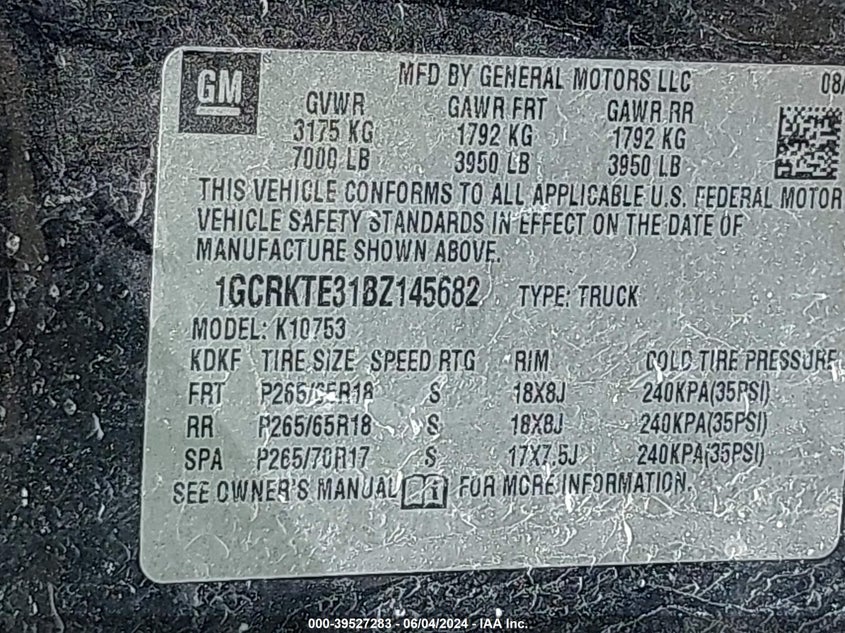 GM
MFD BY GENERAL MOTORS LLC 08/
GVWR GAWR FRT GAWR RR
3175 KG 1792 KG 1792 KG
7000 LB 3950 LB 3950 LB
THIS VEHICLE CONFORMS TO ALL APPLICABLE U.S. FEDERAL MOTOR
VEHICLE SAFETY STANDARDS IN EFFECT ON THE DATE OF
MANUFACTURE SHOWN ABOVE.
1GCRKTE31BZ145682 TYPE: TRUCK
MODEL: K10753
KDKF TIRE SIZE SPEED RTG RIM COLD TIRE PRESSURE
FRT P265/65R18 S 18X8J 240KPA(35PSI)
RR P265/65R18 S 18X8J 240KPA(35PSI)
SPA P265/70R17 S 17X7.5J 240KPA(35PSI)
SEE OWNER'S MANUAL FOR MORE INFORMATION.
000-39527283 - 06/04/2024 - IAA Inc.